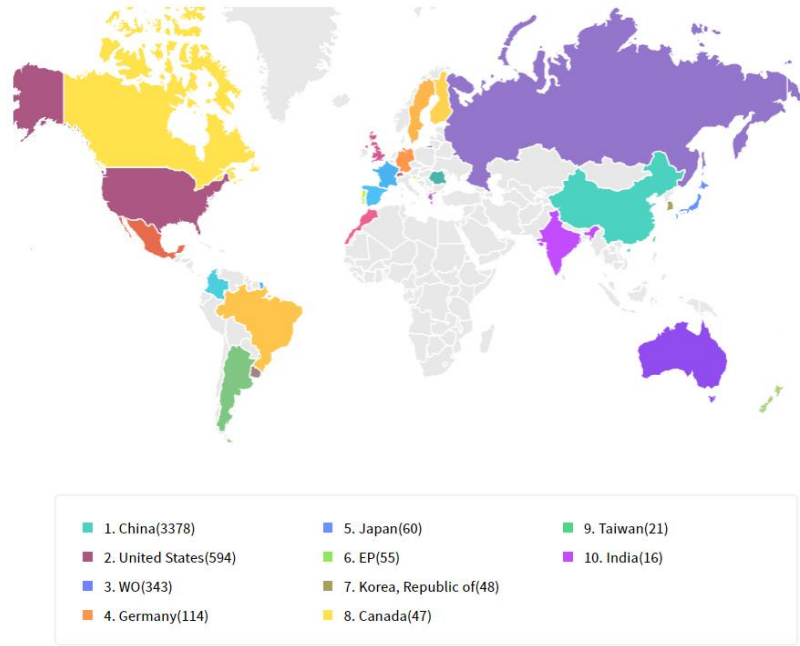 1. China(3378)
2. United States(594)
3. WO(343)
4. Germany(114)
5. Japan(60)
6. EP(55)
7. Korea, Republic of(48)
8. Canada(47)
9. Taiwan(21)
10. India(16)